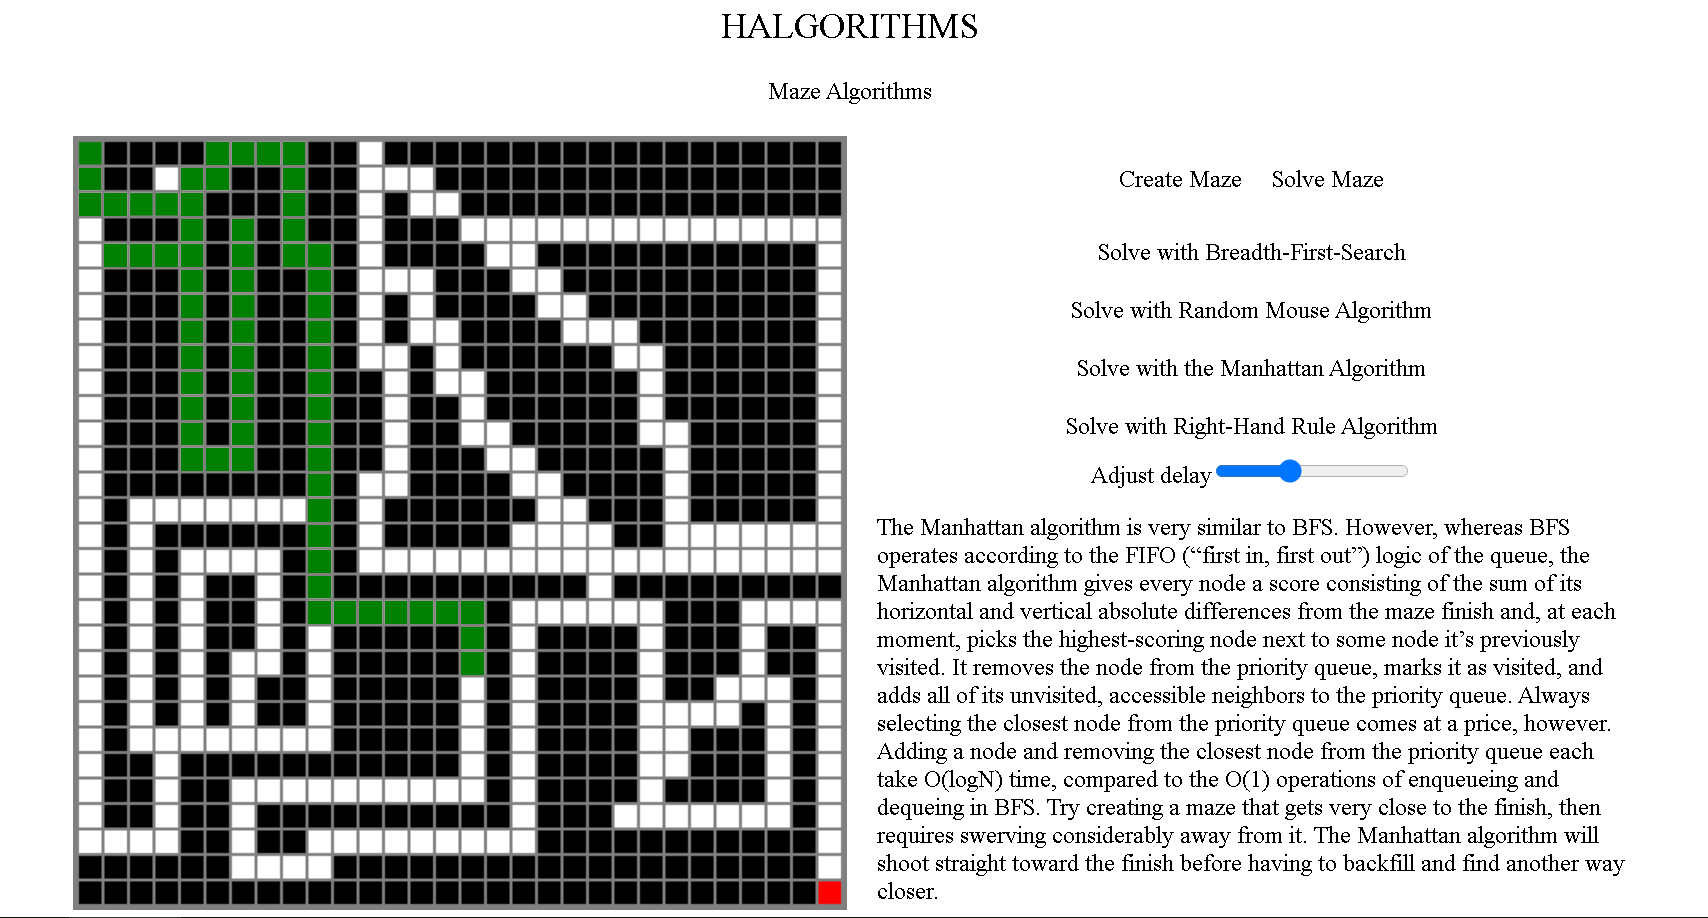 HALGORITHMS
Maze Algorithms
Create Maze Solve Maze
Solve with Breadth-First-Search
Solve with Random Mouse Algorithm
Solve with the Manhattan Algorithm
Solve with Right-Hand Rule Algorithm
Adjust delay
The Manhattan algorithm is very similar to BFS. However, whereas BFS
operates according to the FIFO (“first in, first out”) logic of the queue, the
Manhattan algorithm gives every node a score consisting of the sum of its
horizontal and vertical absolute differences from the maze finish and, at each
moment, picks the highest-scoring node next to some node it’s previously
visited. It removes the node from the priority queue, marks it as visited, and
adds all of its unvisited, accessible neighbors to the priority queue. Always
selecting the closest node from the priority queue comes at a price, however.
Adding a node and removing the closest node from the priority queue each
take O(logN) time, compared to the O(1) operations of enqueueing and
dequeing in BFS. Try creating a maze that gets very close to the finish, then
requires swerving considerably away from it. The Manhattan algorithm will
shoot straight toward the finish before having to backfill and find another way
closer.